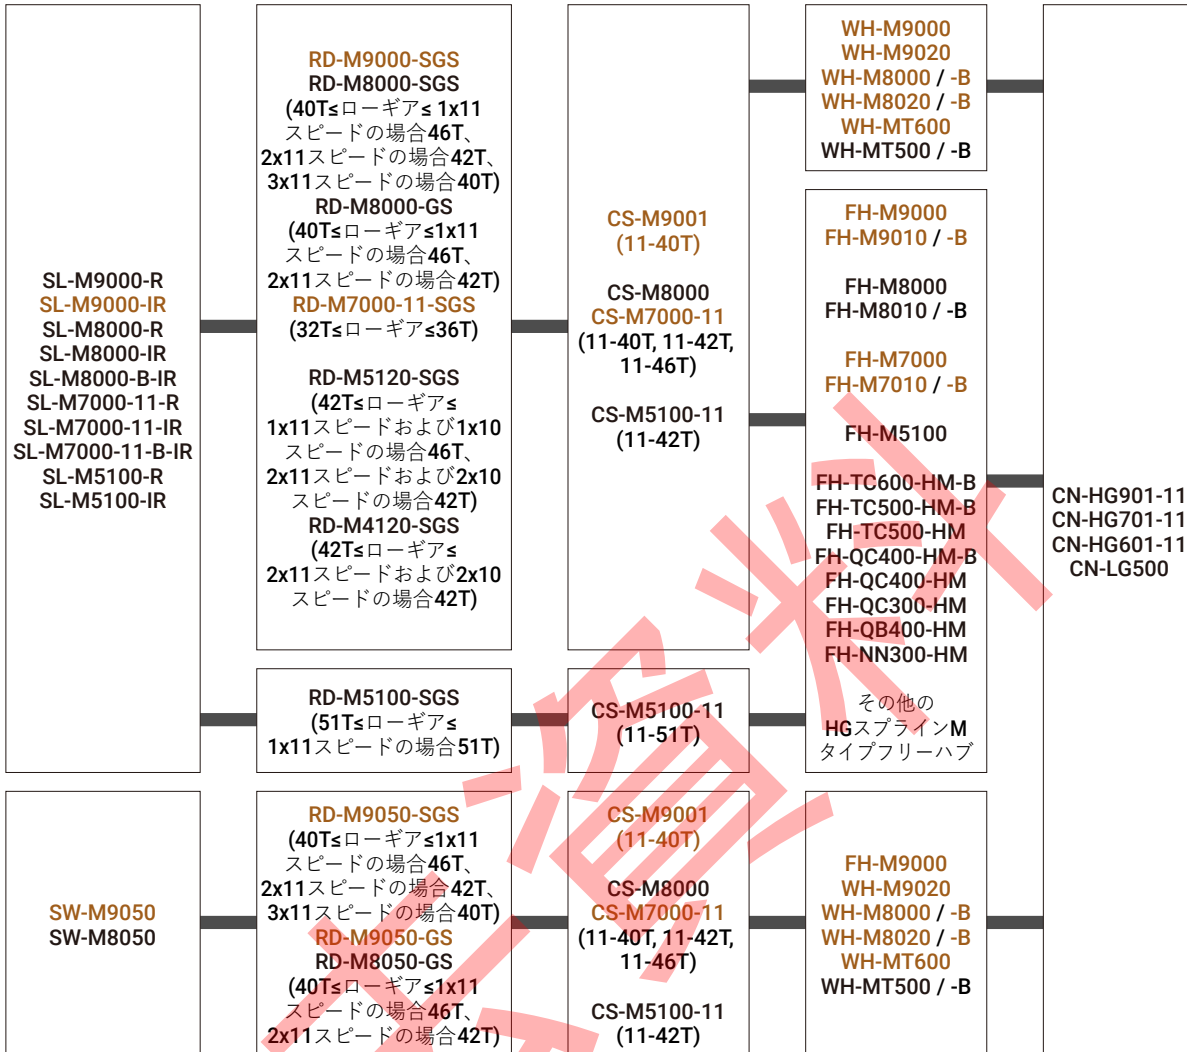 SL-M9000-R
SL-M9000-IR
SL-M8000-R
SL-M8000-IR
SL-M8000-B-IR
SL-M7000-11-R
SL-M7000-11-IR
SL-M7000-11-B-IR
SL-M5100-R
SL-M5100-IR
RD-M9000-SGS
RD-M8000-SGS
(40T≤ローギア≤ 1x11
スピードの場合46T、
2x11スピードの場合42T、
3x11スピードの場合40T)
RD-M8000-GS
(40T≤ローギア≤1x11
スピードの場合46T、
2x11スピードの場合42T)
RD-M7000-11-SGS
(32T≤ローギア≤36T)
RD-M5120-SGS
(42T≤ローギア≤
1x11スピードおよび1x10
スピードの場合46T、
2x11スピードおよび2x10
スピードの場合42T)
RD-M4120-SGS
(42T≤ローギア≤
2x11スピードおよび2x10
スピードの場合42T)
CS-M9001
(11-40T)
CS-M8000
CS-M7000-11
(11-40T, 11-42T,
11-46T)
CS-M5100-11
(11-42T)
WH-M9000
WH-M9020
WH-M8000 / -B
WH-M8020 / -B
WH-MT600
WH-MT500 / -B
FH-M9000
FH-M9010 / -B
FH-M8000
FH-M8010 / -B
FH-M7000
FH-M7010 / -B
FH-M5100
FH-TC600-HM-B
FH-TC500-HM-B
FH-TC500-HM
FH-QC400-HM-B
FH-QC400-HM
FH-QC300-HM
FH-QB400-HM
FH-NN300-HM
その他の
HGスプラインM
タイプフリーハブ
CN-HG901-11
CN-HG701-11
CN-HG601-11
CN-LG500
RD-M5100-SGS
(51T≤ローギア≤
1x11スピードの場合51T)
CS-M5100-11
(11-51T)
SW-M9050
SW-M8050
RD-M9050-SGS
(40T≤ローギア≤1x11
スピードの場合46T、
2x11スピードの場合42T、
3x11スピードの場合40T)
RD-M9050-GS
RD-M8050-GS
(40T≤ローギア≤1x11
スピードの場合46T、
2x11スピードの場合42T)
CS-M9001
(11-40T)
CS-M8000
CS-M7000-11
(11-40T, 11-42T,
11-46T)
CS-M5100-11
(11-42T)
FH-M9000
WH-M9020
WH-M8000 / -B
WH-M8020 / -B
WH-MT600
WH-MT500 / -B
資料